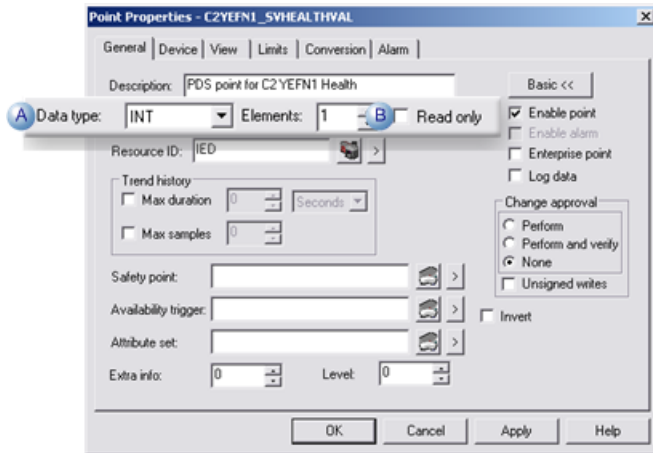 Point Properties - C2YEFN1_SVHEALTHVAL
General Device View Limits Conversion Alarm
Description: PDS point for C2 YEFN1 Health
Basic <<
A Data type: INT Elements: 1 B Read only
Enable point
Enable alarm
Resource ID: IED
Enterprise point
Log data
Trend history
Max duration 0 Seconds
Max samples 0
Change approval
Perform
Perform and verify
None
Unsigned writes
Safety point:
Availability trigger:
Invert
Attribute set:
Extra info: 0 Level: 0
OK Cancel Apply Help